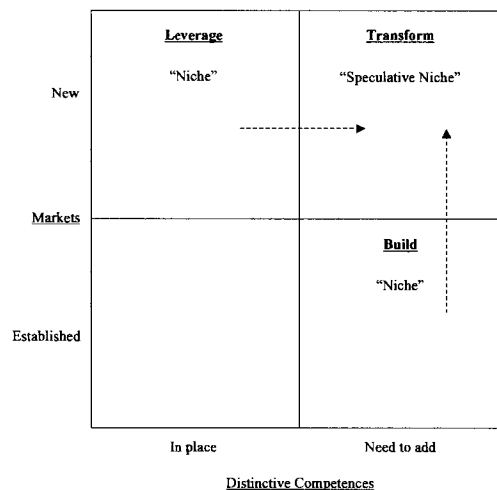 Leverage
Transform
"Niche"
"Speculative Niche"
New
Markets
Build
"Niche"
Established
In place
Need to add
Distinctive Competences